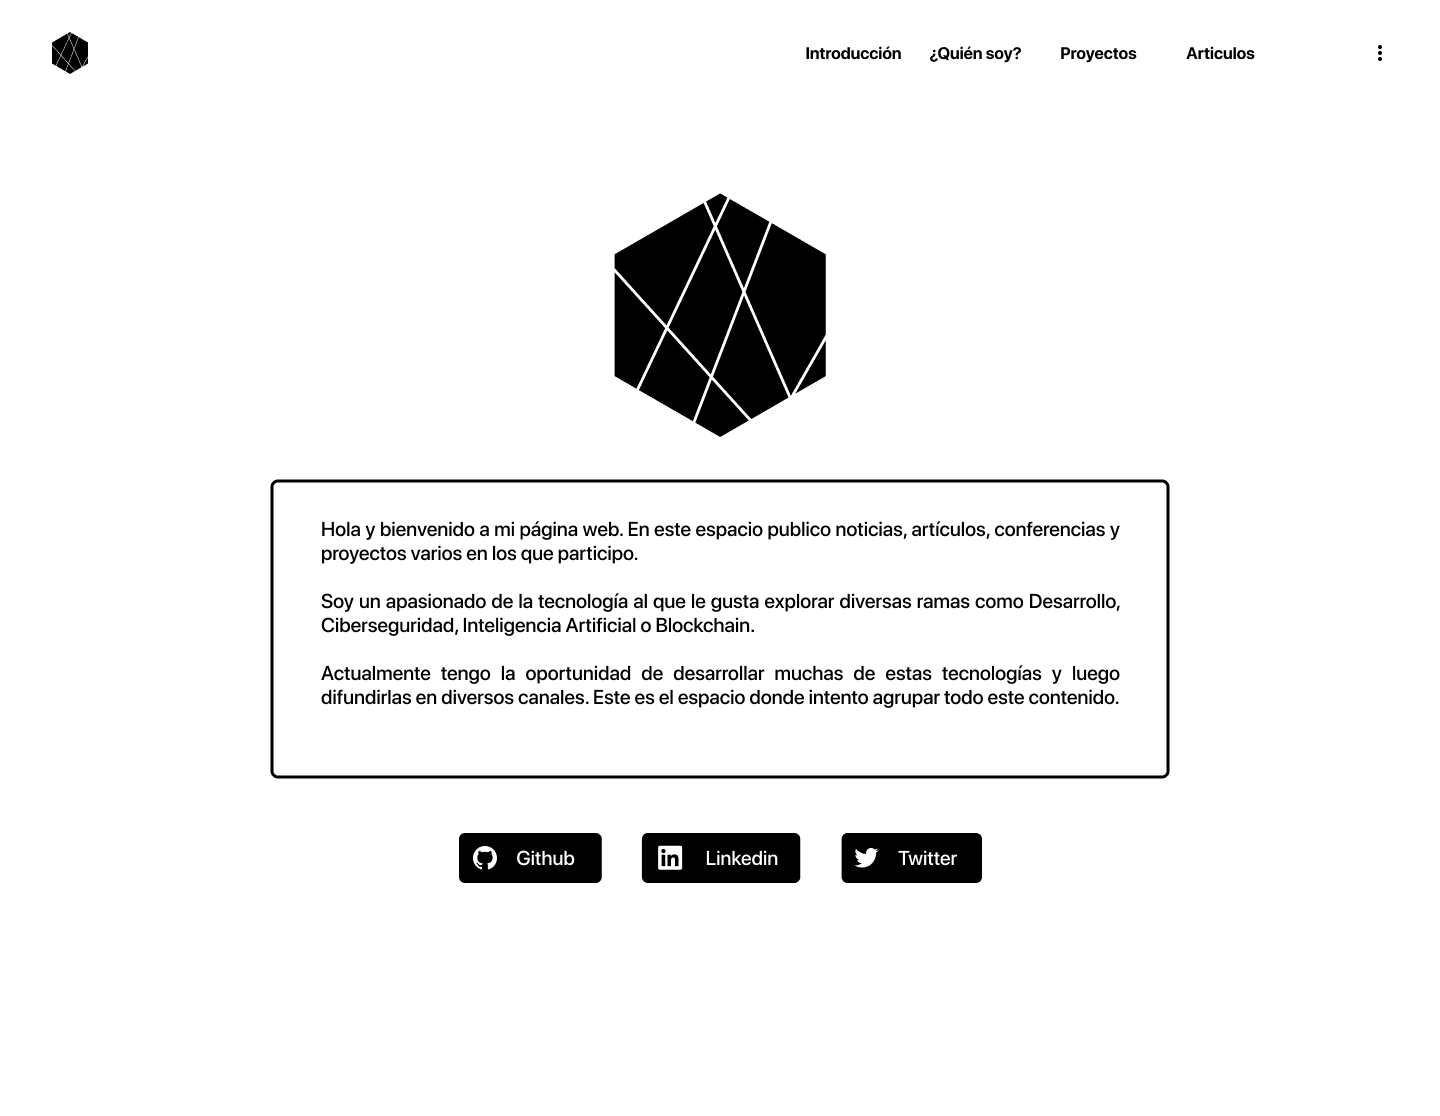 Introducción ¿Quién soy? Proyectos Articulos
Hola y bienvenido a mi página web. En este espacio publico noticias, artículos, conferencias y
proyectos varios en los que participo.
Soy un apasionado de la tecnología al que le gusta explorar diversas ramas como Desarrollo,
Ciberseguridad, Inteligencia Artificial o Blockchain.
Actualmente tengo la oportunidad de desarrollar muchas de estas tecnologías y luego
difundirlas en diversos canales. Este es el espacio donde intento agrupar todo este contenido.
Github Linkedin Twitter